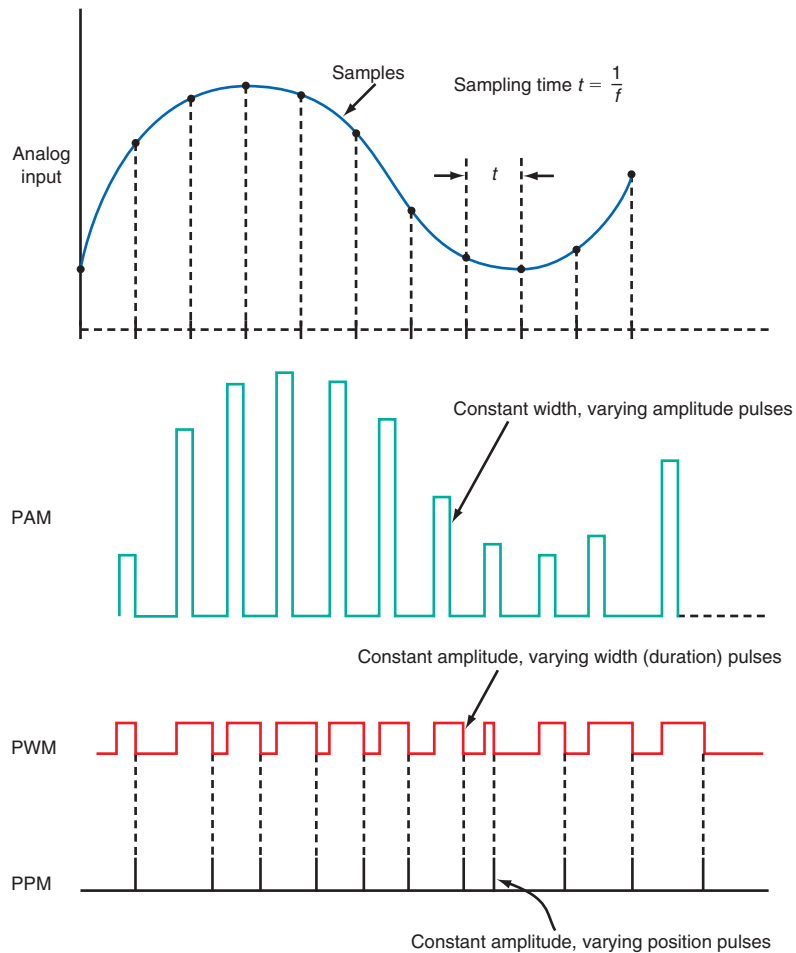 Samples
Sampling time t = 1/f
Analog
input
t
Constant width, varying amplitude pulses
PAM
Constant amplitude, varying width (duration) pulses
PWM
PPM
Constant amplitude, varying position pulses